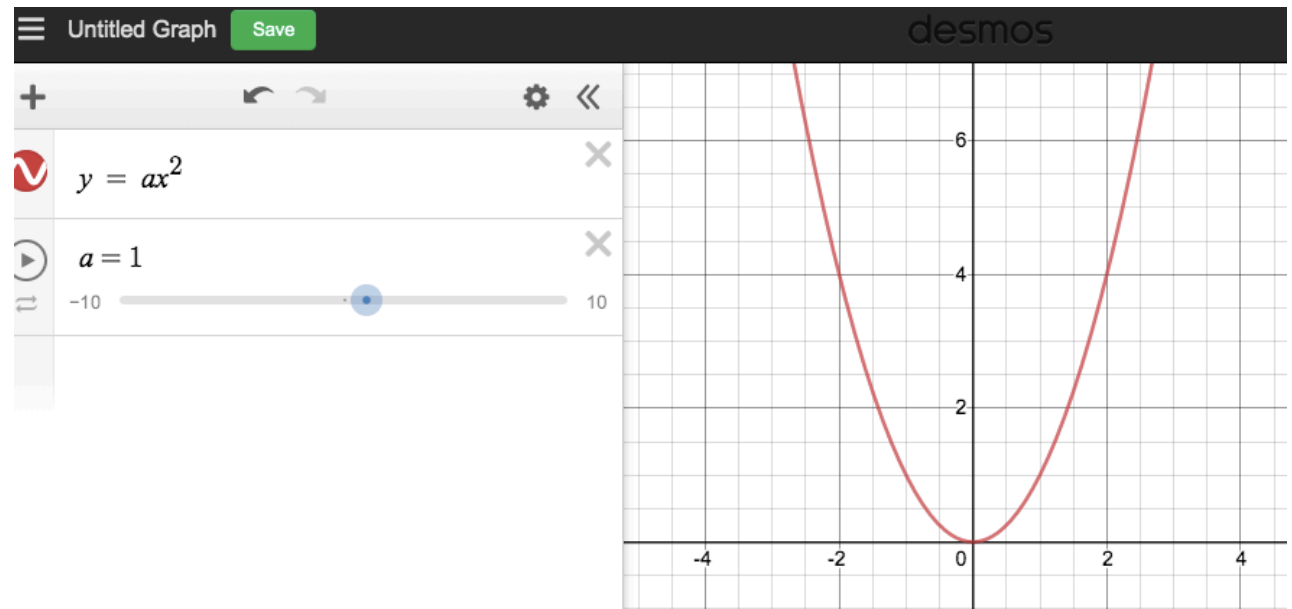 Untitled Graph Save
desmos
y = ax²
a = 1
−10 10
6
4
2
-4 -2 0 2 4